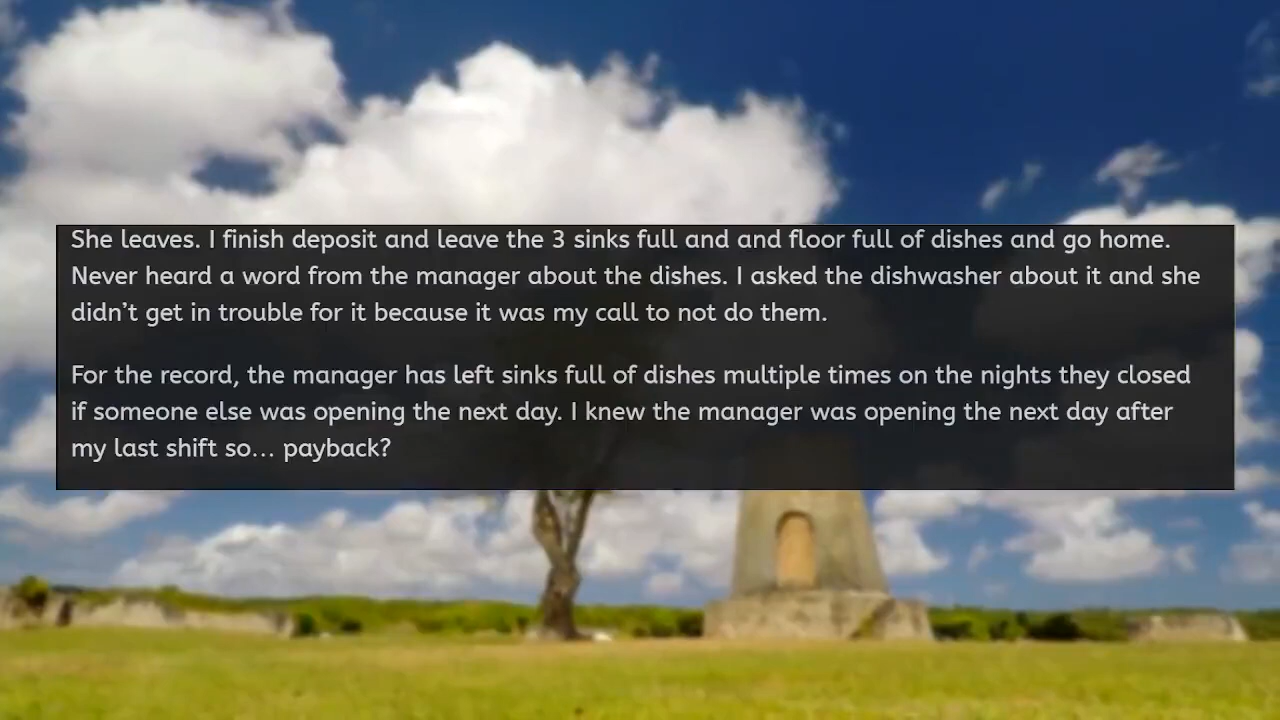 She leaves. I finish deposit and leave the 3 sinks full and and floor full of dishes and go home.
Never heard a word from the manager about the dishes. I asked the dishwasher about it and she
didn’t get in trouble for it because it was my call to not do them.
For the record, the manager has left sinks full of dishes multiple times on the nights they closed
if someone else was opening the next day. I knew the manager was opening the next day after
my last shift so... payback?